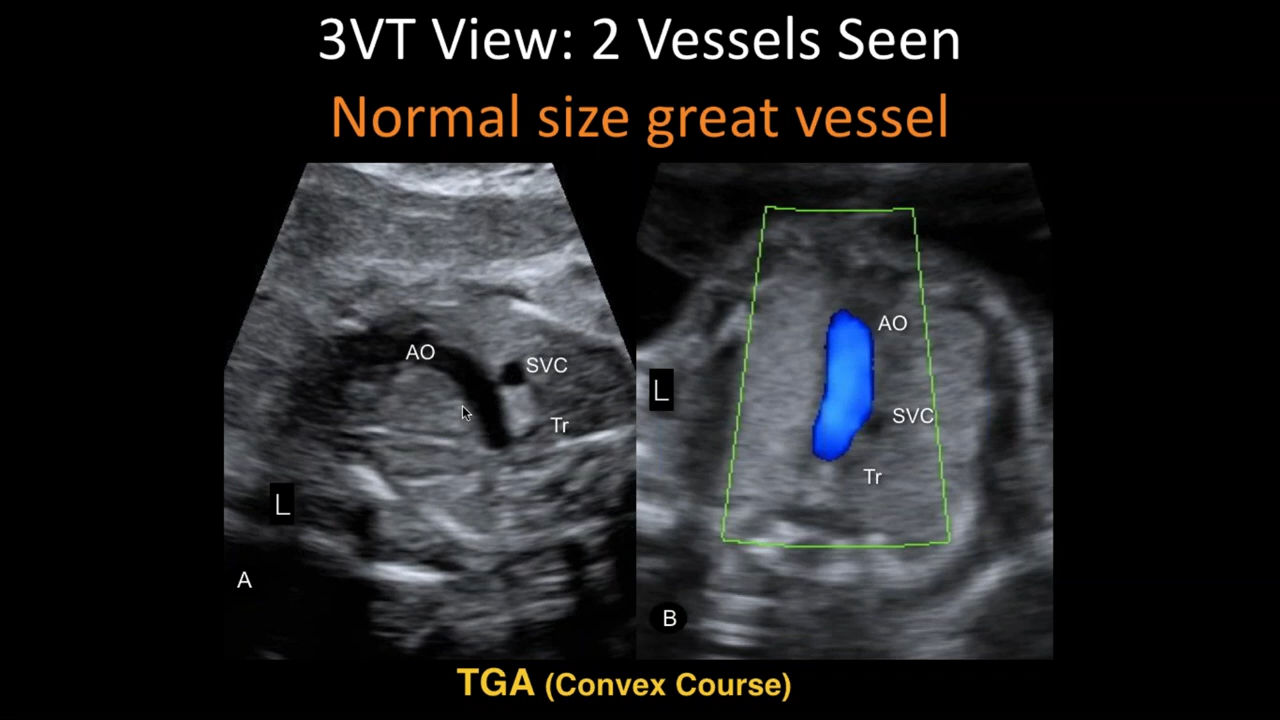 3VT View: 2 Vessels Seen
Normal size great vessel
AO
SVC
Tr
L
A
AO
L
SVC
Tr
B
TGA (Convex Course)